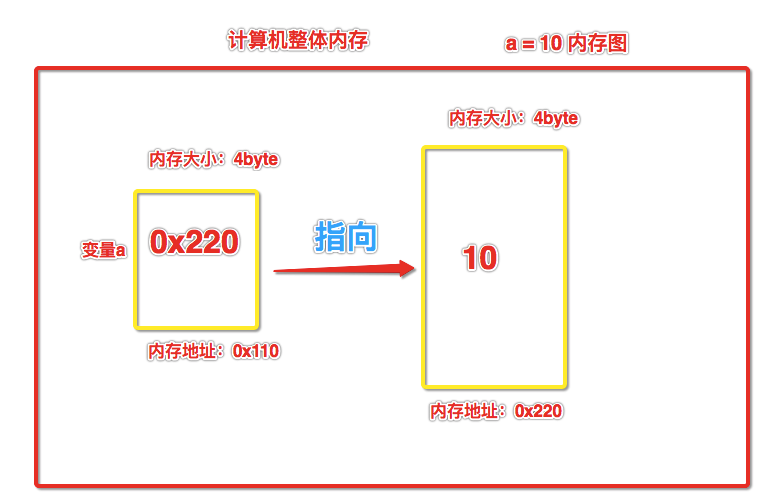 计算机整体内存
a = 10 内存图
内存大小：4byte
内存大小：4byte
变量a
0x220
指向
10
内存地址：0x110
内存地址：0x220